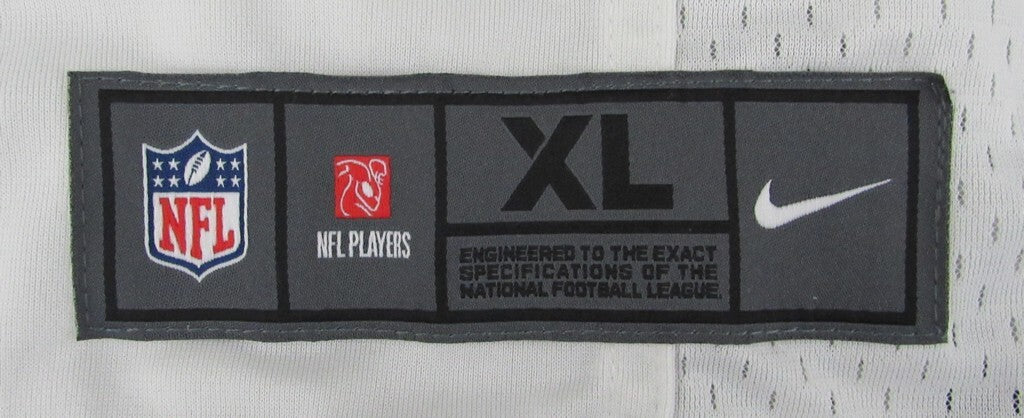 NFL
NFL PLAYERS
XL
ENGINEERED TO THE EXACT
SPECIFICATIONS OF THE
NATIONAL FOOTBALL LEAGUE.